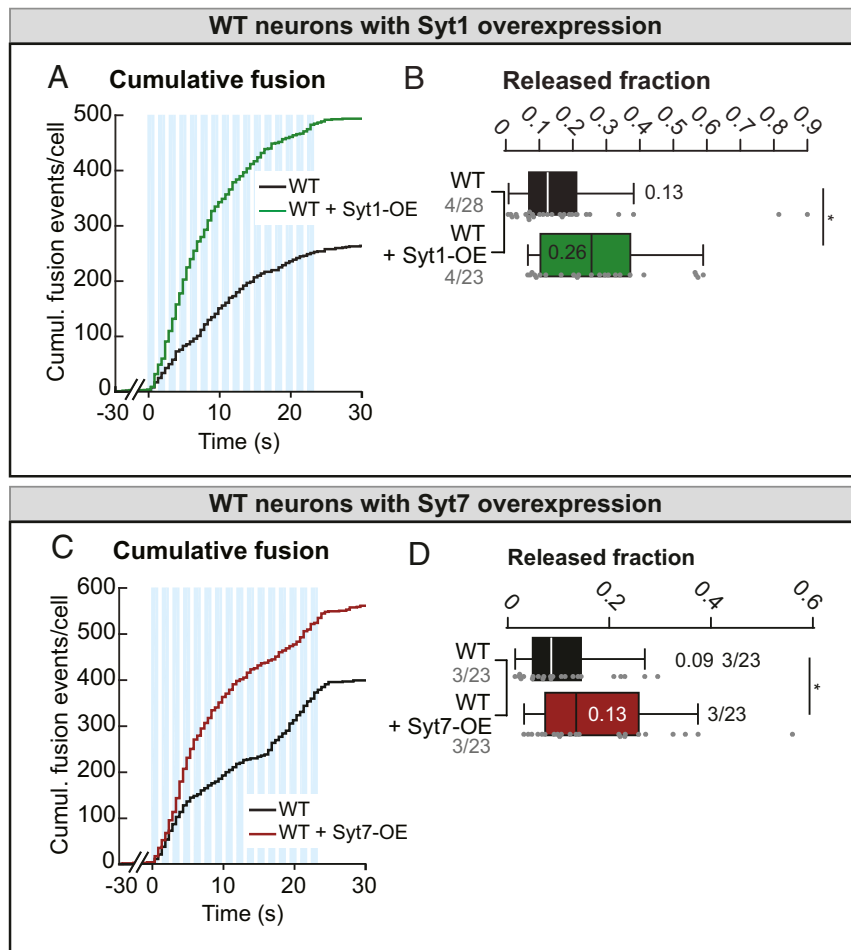 WT neurons with Syt1 overexpression
A
Cumulative fusion
Cumul. fusion events/cell
500
400
300
200
100
0
WT
WT + Syt1-OE
-30 0 10 20 30
Time (s)
B
Released fraction
0 0.1 0.2 0.3 0.4 0.5 0.6 0.7 0.8 0.9
WT
4/28
0.13
*
WT
+ Syt1-OE
4/23
0.26
WT neurons with Syt7 overexpression
C
Cumulative fusion
Cumul. fusion events/cell
600
500
400
300
200
100
0
WT
WT + Syt7-OE
-30 0 10 20 30
Time (s)
D
Released fraction
0 0.2 0.4 0.6
WT
3/23
0.09 3/23
*
WT
+ Syt7-OE
3/23
0.13
3/23